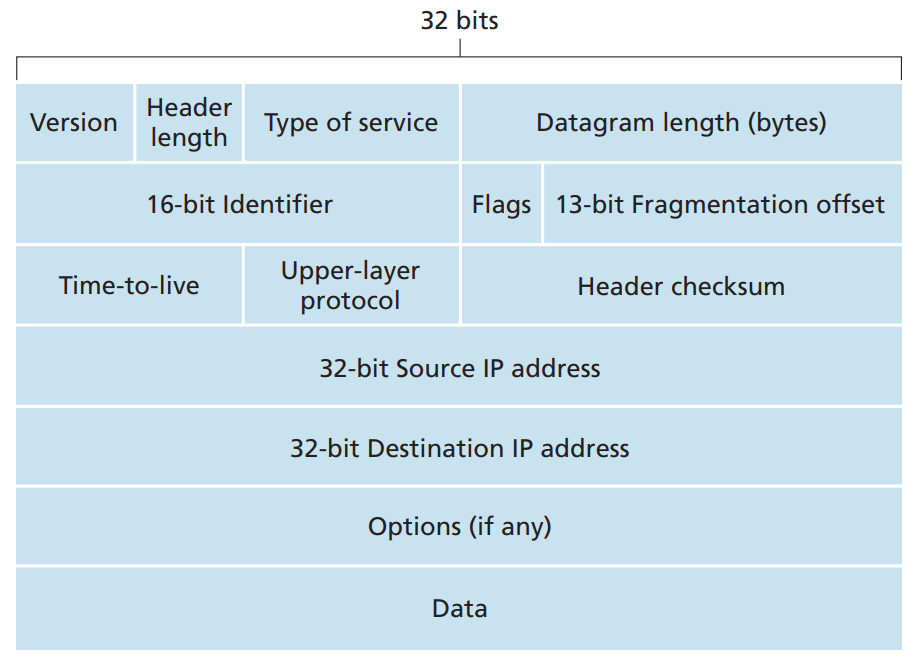 32 bits
Version
Header
length
Type of service
Datagram length (bytes)
16-bit Identifier
Flags
13-bit Fragmentation offset
Time-to-live
Upper-layer
protocol
Header checksum
32-bit Source IP address
32-bit Destination IP address
Options (if any)
Data